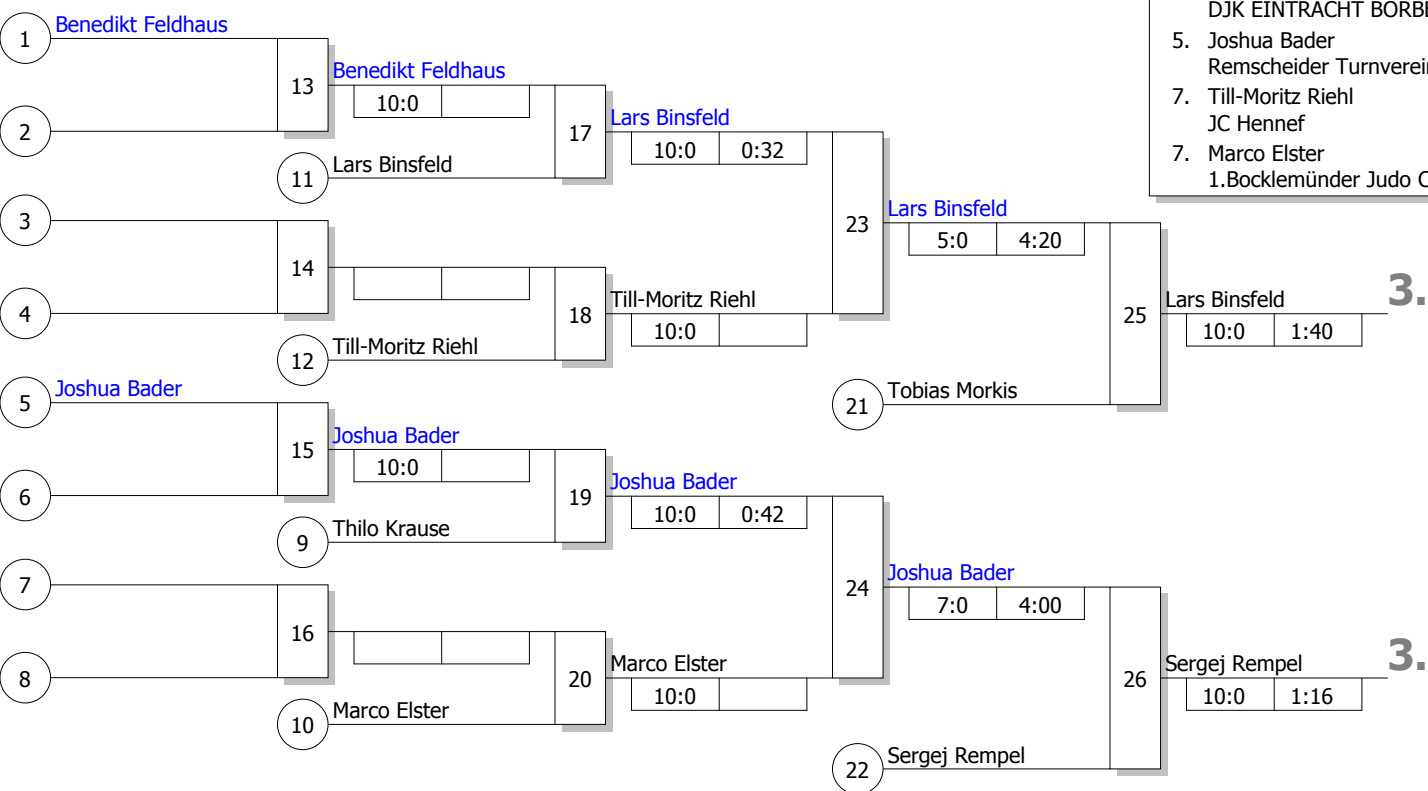 DJK EINTRACHT BORBE
5. Joshua Bader
Remscheider Turnverein
7. Till-Moritz Riehl
JC Hennef
7. Marco Elster
1.Bocklemünder Judo C
1 Benedikt Feldhaus
13 Benedikt Feldhaus
10:0
2
17 Lars Binsfeld
10:0 0:32
11 Lars Binsfeld
3
23 Lars Binsfeld
5:0 4:20
14
4
18 Till-Moritz Riehl
10:0
12 Till-Moritz Riehl
25 Lars Binsfeld 3.
10:0 1:40
5 Joshua Bader
21 Tobias Morkis
15 Joshua Bader
10:0
6
19 Joshua Bader
10:0 0:42
9 Thilo Krause
7
24 Joshua Bader
7:0 4:00
16
8
20 Marco Elster
10:0
10 Marco Elster
26 Sergej Rempel 3.
10:0 1:16
22 Sergej Rempel